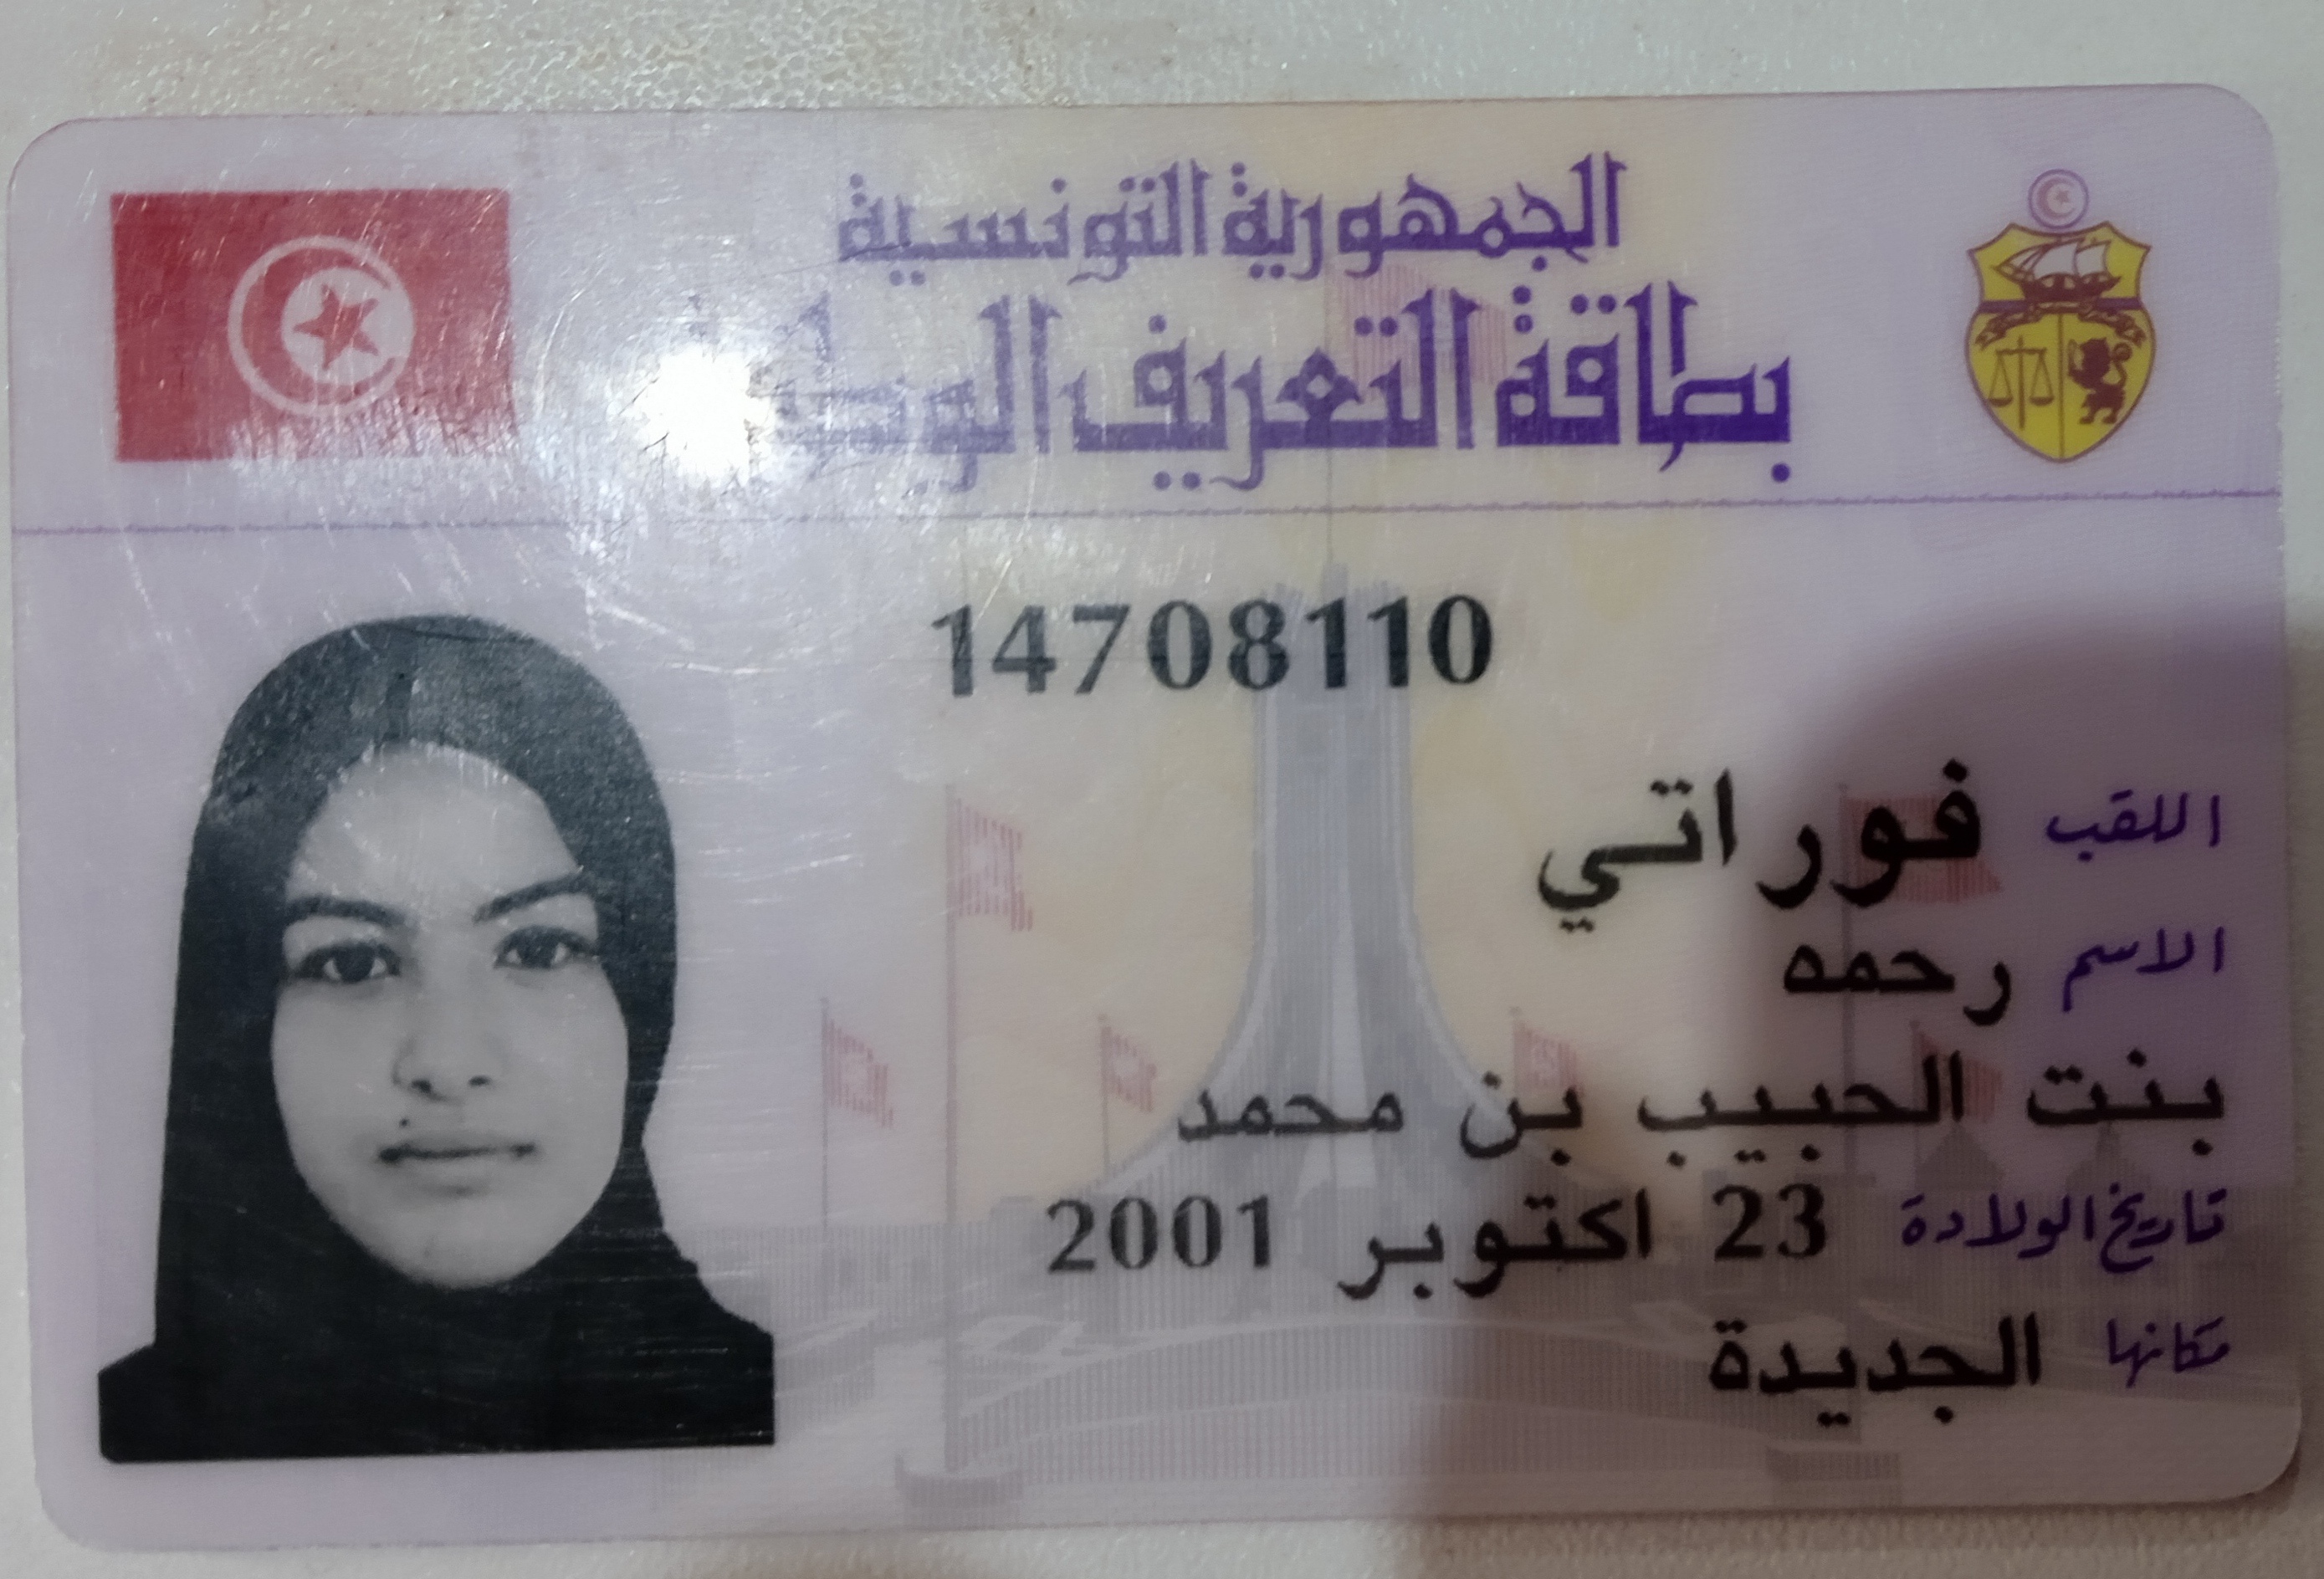 الجمهورية التونسية
بطاقة التعريف
14708110
اللقب فوراتي
الاسم رحمه
بنت الحبيب بن محمد
تاريخ الولادة 23 اكتوبر 2001
مكانها الجديدة